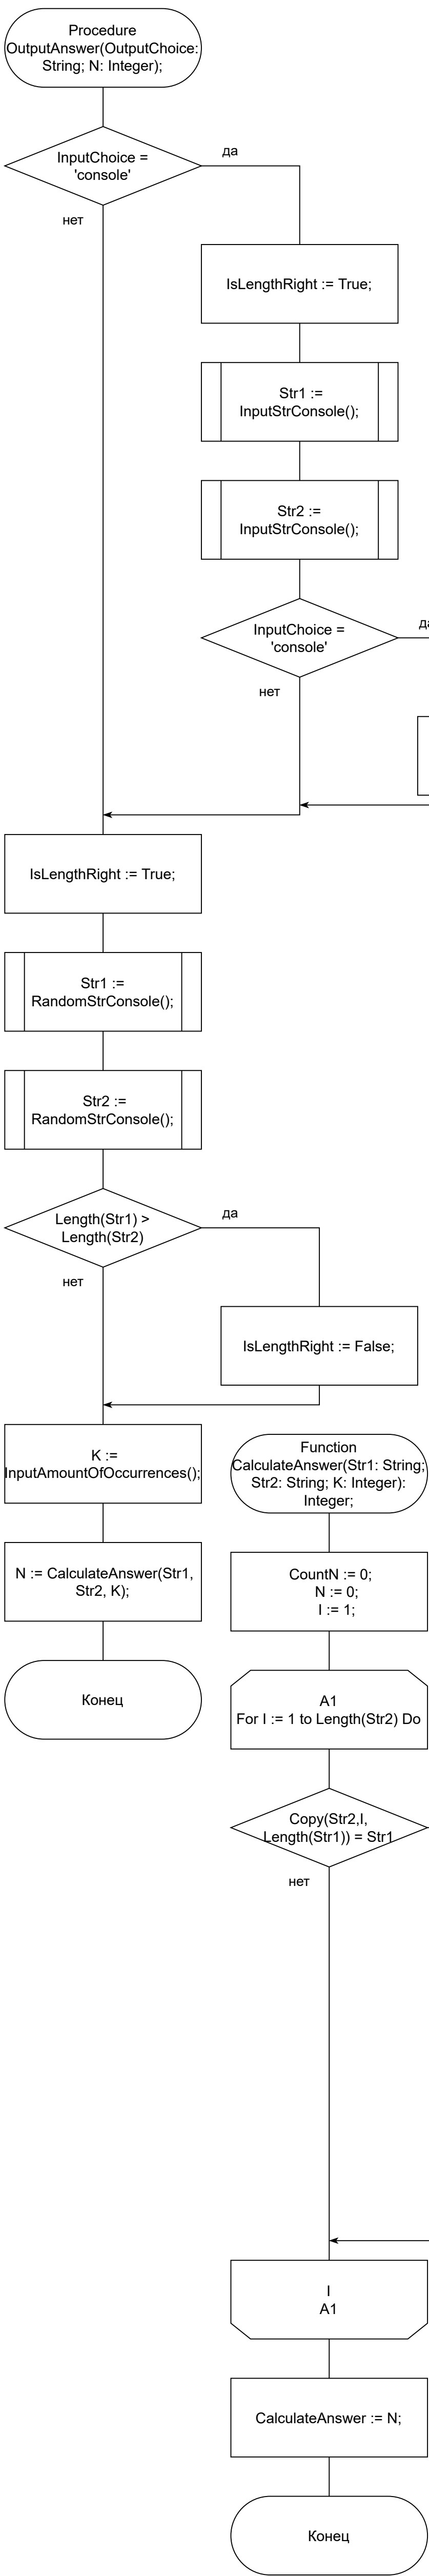 Procedure
OutputAnswer(OutputChoice:
String; N: Integer);
InputChoice =
'console'
да
нет
IsLengthRight := True;
Str1 :=
InputStrConsole();
Str2 :=
InputStrConsole();
InputChoice =
'console'
нет
IsLengthRight := True;
Str1 :=
RandomStrConsole();
Str2 :=
RandomStrConsole();
Length(Str1) >
Length(Str2)
да
нет
IsLengthRight := False;
K :=
InputAmountOfOccurrences();
N := CalculateAnswer(Str1,
Str2, K);
Конец
Function
CalculateAnswer(Str1: String;
Str2: String; K: Integer):
Integer;
CountN := 0;
N := 0;
I := 1;
A1
For I := 1 to Length(Str2) Do
Copy(Str2,I,
Length(Str1)) = Str1
нет
I
A1
CalculateAnswer := N;
Конец